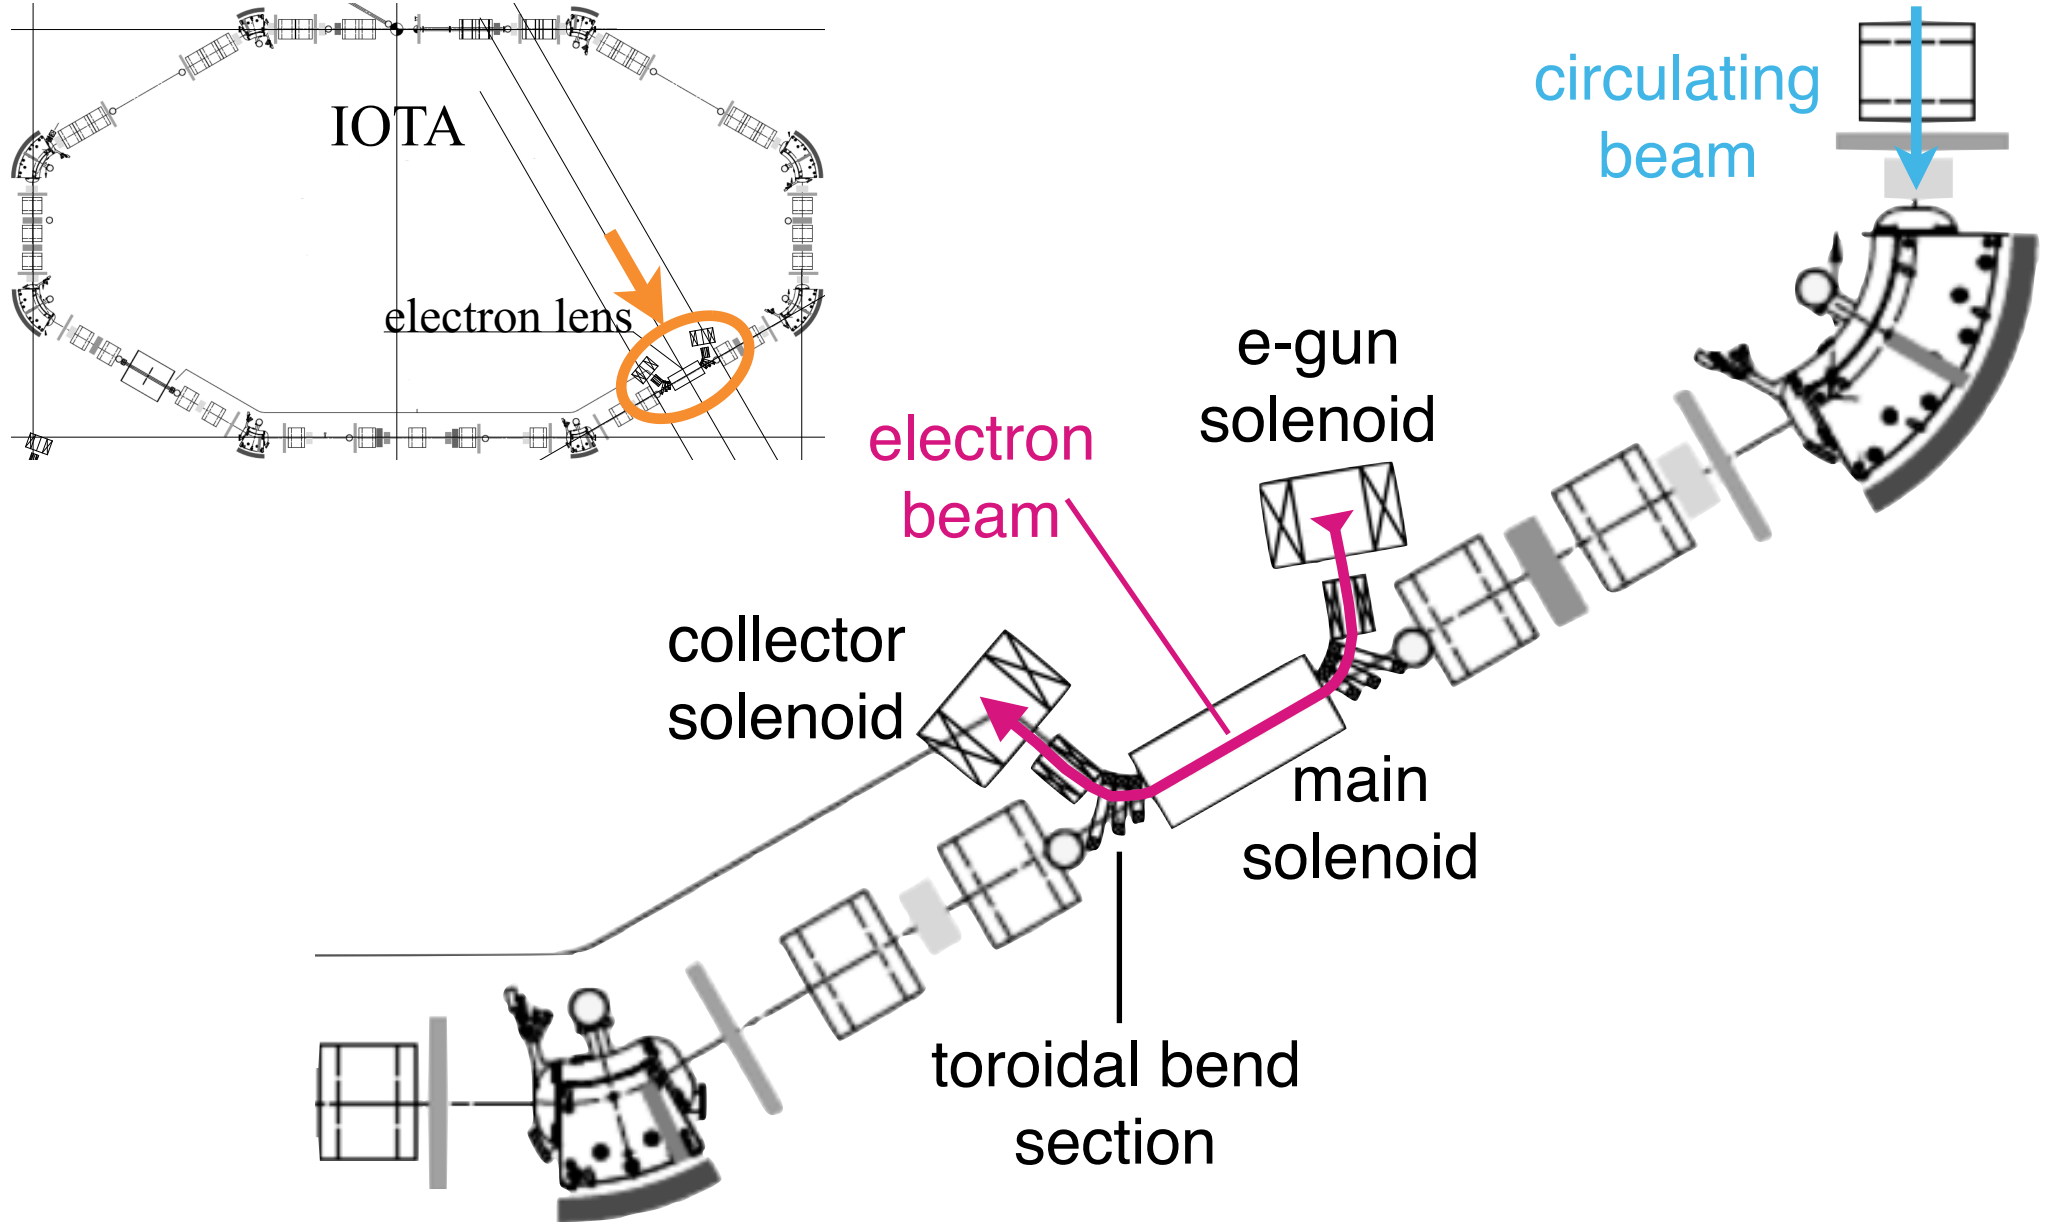 IOTA
electron lens
circulating
beam
e-gun
solenoid
electron
beam
collector
solenoid
main
solenoid
toroidal bend
section